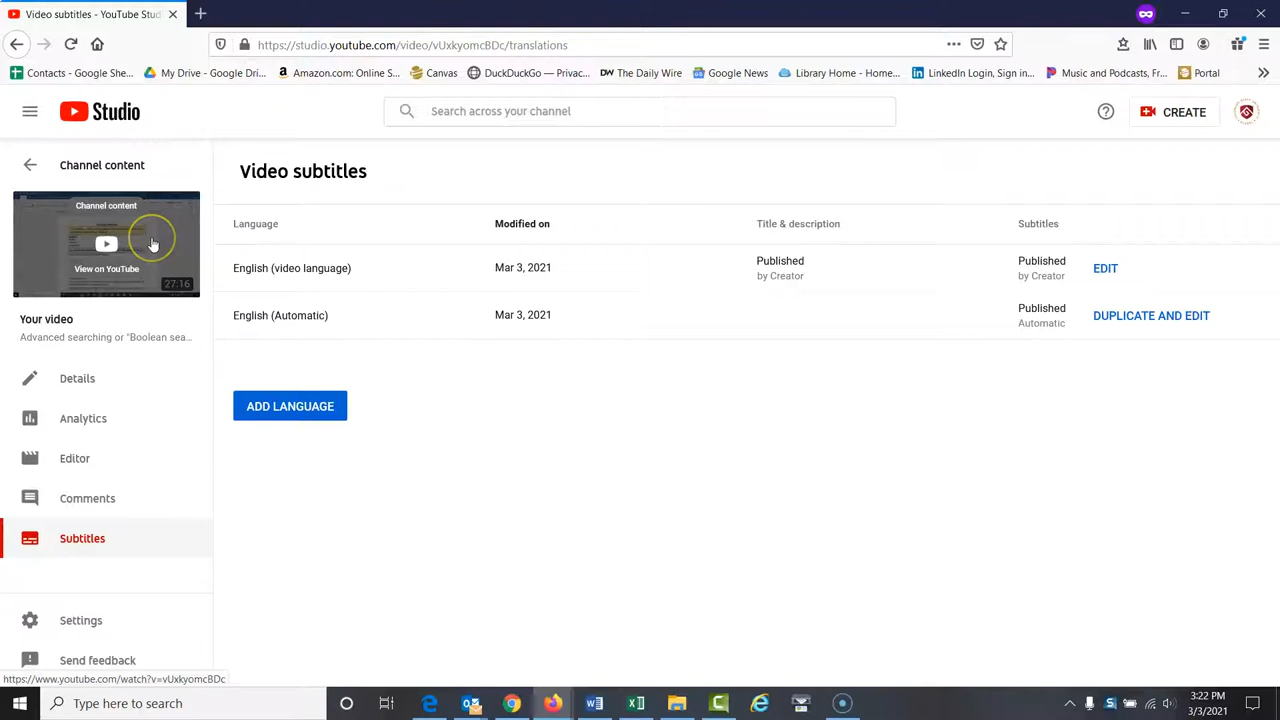 Video subtitles - YouTube Stud
https://studio.youtube.com/video/vUxkyomcBDc/translations
Contacts - Google She...
My Drive - Google Dri...
Amazon.com: Online S...
Canvas
DuckDuckGo — Privac...
DW The Daily Wire
Google News
Library Home - Home...
LinkedIn Login, Sign in...
Music and Podcasts, Fr...
Portal
Studio
Search across your channel
CREATE
Channel content
Channel content
View on YouTube
27:16
Your video
Advanced searching or "Boolean sea...
Details
Analytics
Editor
Comments
Subtitles
Settings
Send feedback
Video subtitles
Language
Modified on
Title & description
Subtitles
English (video language)
Mar 3, 2021
Published
by Creator
Published
by Creator
EDIT
English (Automatic)
Mar 3, 2021
Published
Automatic
DUPLICATE AND EDIT
ADD LANGUAGE
https://www.youtube.com/watch?v=vUxkyomcBDc
Type here to search
3:22 PM
3/3/2021